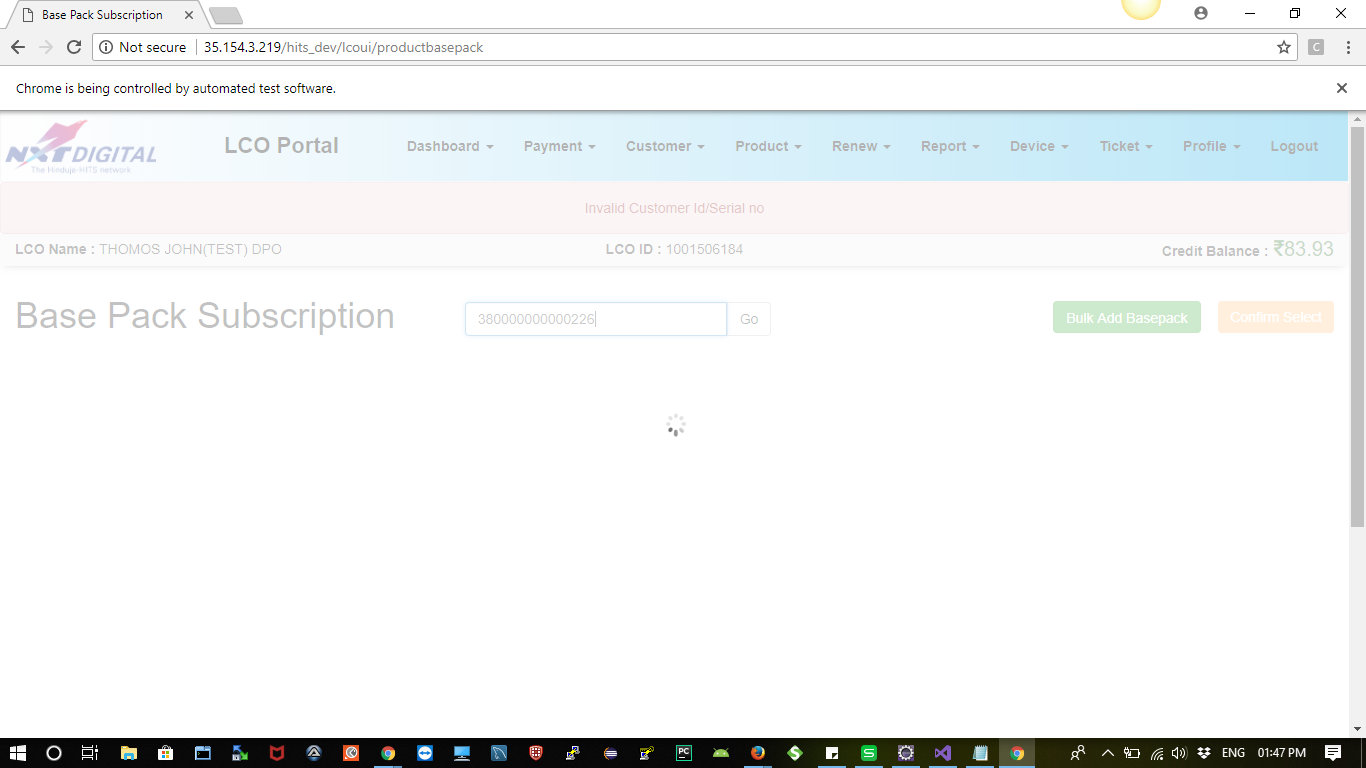 Base Pack Subscription
Not secure 35.154.3.219/hits_dev/lcoui/productbasepack C
Chrome is being controlled by automated test software.
NXTDIGITAL
The Hinduja-HITS network
LCO Portal Dashboard Payment Customer Product Renew Report Device Ticket Profile Logout
Invalid Customer Id/Serial no
LCO Name : THOMOS JOHN(TEST) DPO LCO ID : 1001506184 Credit Balance : ₹83.93
Base Pack Subscription 380000000000226 Go Bulk Add Basepack Confirm Select
PC S ENG 01:47 PM